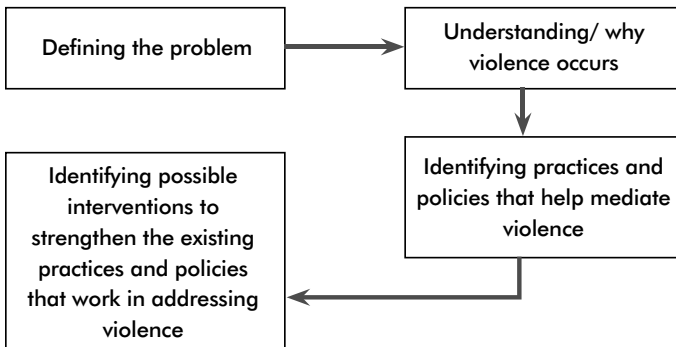 Defining the problem
Understanding/ why
violence occurs
Identifying practices and
policies that help mediate
violence
Identifying possible
interventions to
strengthen the existing
practices and policies
that work in addressing
violence